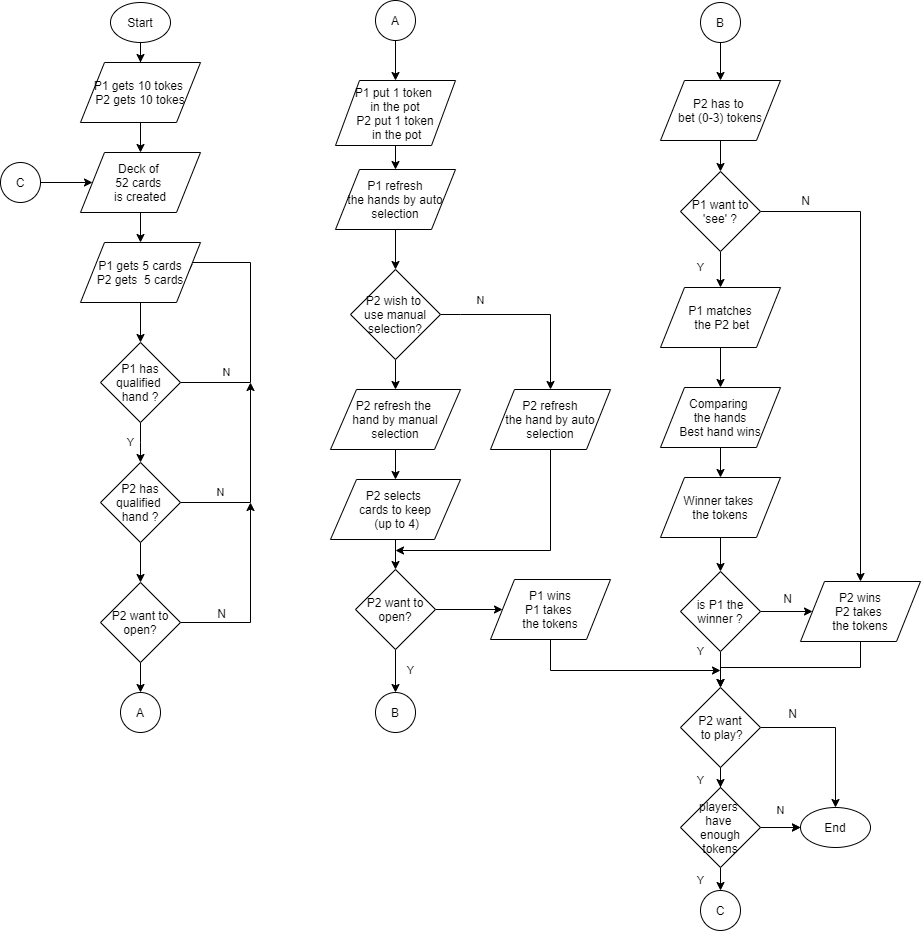 Start
P1 gets 10 tokes
P2 gets 10 tokes
C
Deck of
52 cards
is created
P1 gets 5 cards
P2 gets 5 cards
P1 has
qualified
hand ?
N
Y
P2 has
qualified
hand ?
N
P2 want to
open?
N
A
A
P1 put 1 token
in the pot
P2 put 1 token
in the pot
P1 refresh
the hands by auto
selection
P2 wish to
use manual
selection?
N
P2 refresh the
hand by manual
selection
P2 refresh
the hand by auto
selection
P2 selects
cards to keep
(up to 4)
P2 want to
open?
P1 wins
P1 takes
the tokens
Y
B
B
P2 has to
bet (0-3) tokens
P1 want to
'see' ?
N
Y
P1 matches
the P2 bet
Comparing
the hands
Best hand wins
Winner takes
the tokens
is P1 the
winner ?
N
P2 wins
P2 takes
the tokens
Y
P2 want
to play?
N
Y
players
have
enough
tokens
N
End
Y
C